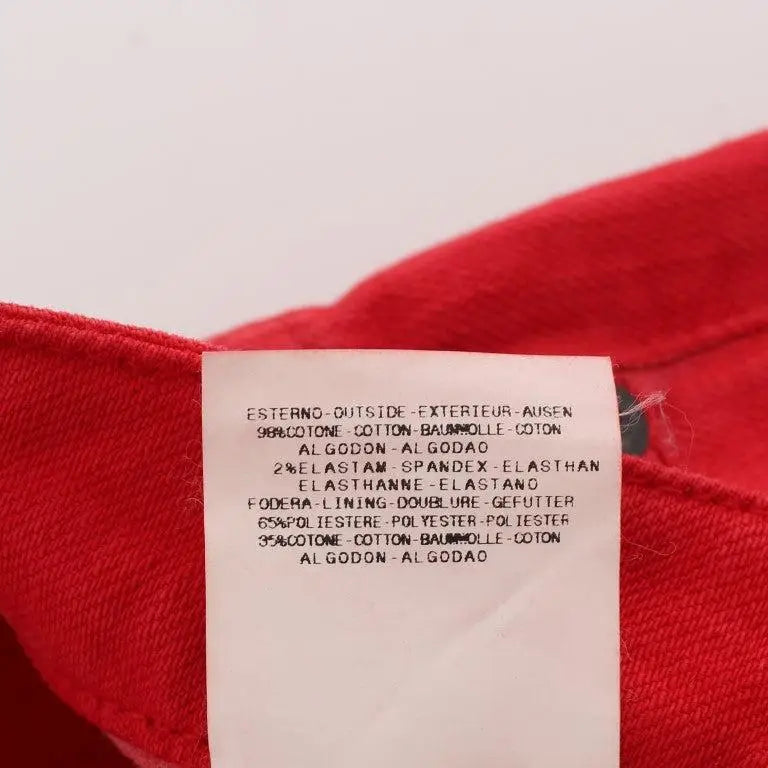 ESTERNO-OUTSIDE-EXTERIEUR-AUSEN
98%COTONE-COTTON-BAUMWOLLE-COTON
ALGODON-ALGODAO
2%ELASTAM-SPANDEX-ELASTHAN
ELASTHANNE-ELASTANO
FODERA-LINING-DOUBLURE-GEFUTTER
65%POLIESTERE-POLYESTER-POLIESTER
35%COTONE-COTTON-BAUMWOLLE-COTON
ALGODON-ALGODAO